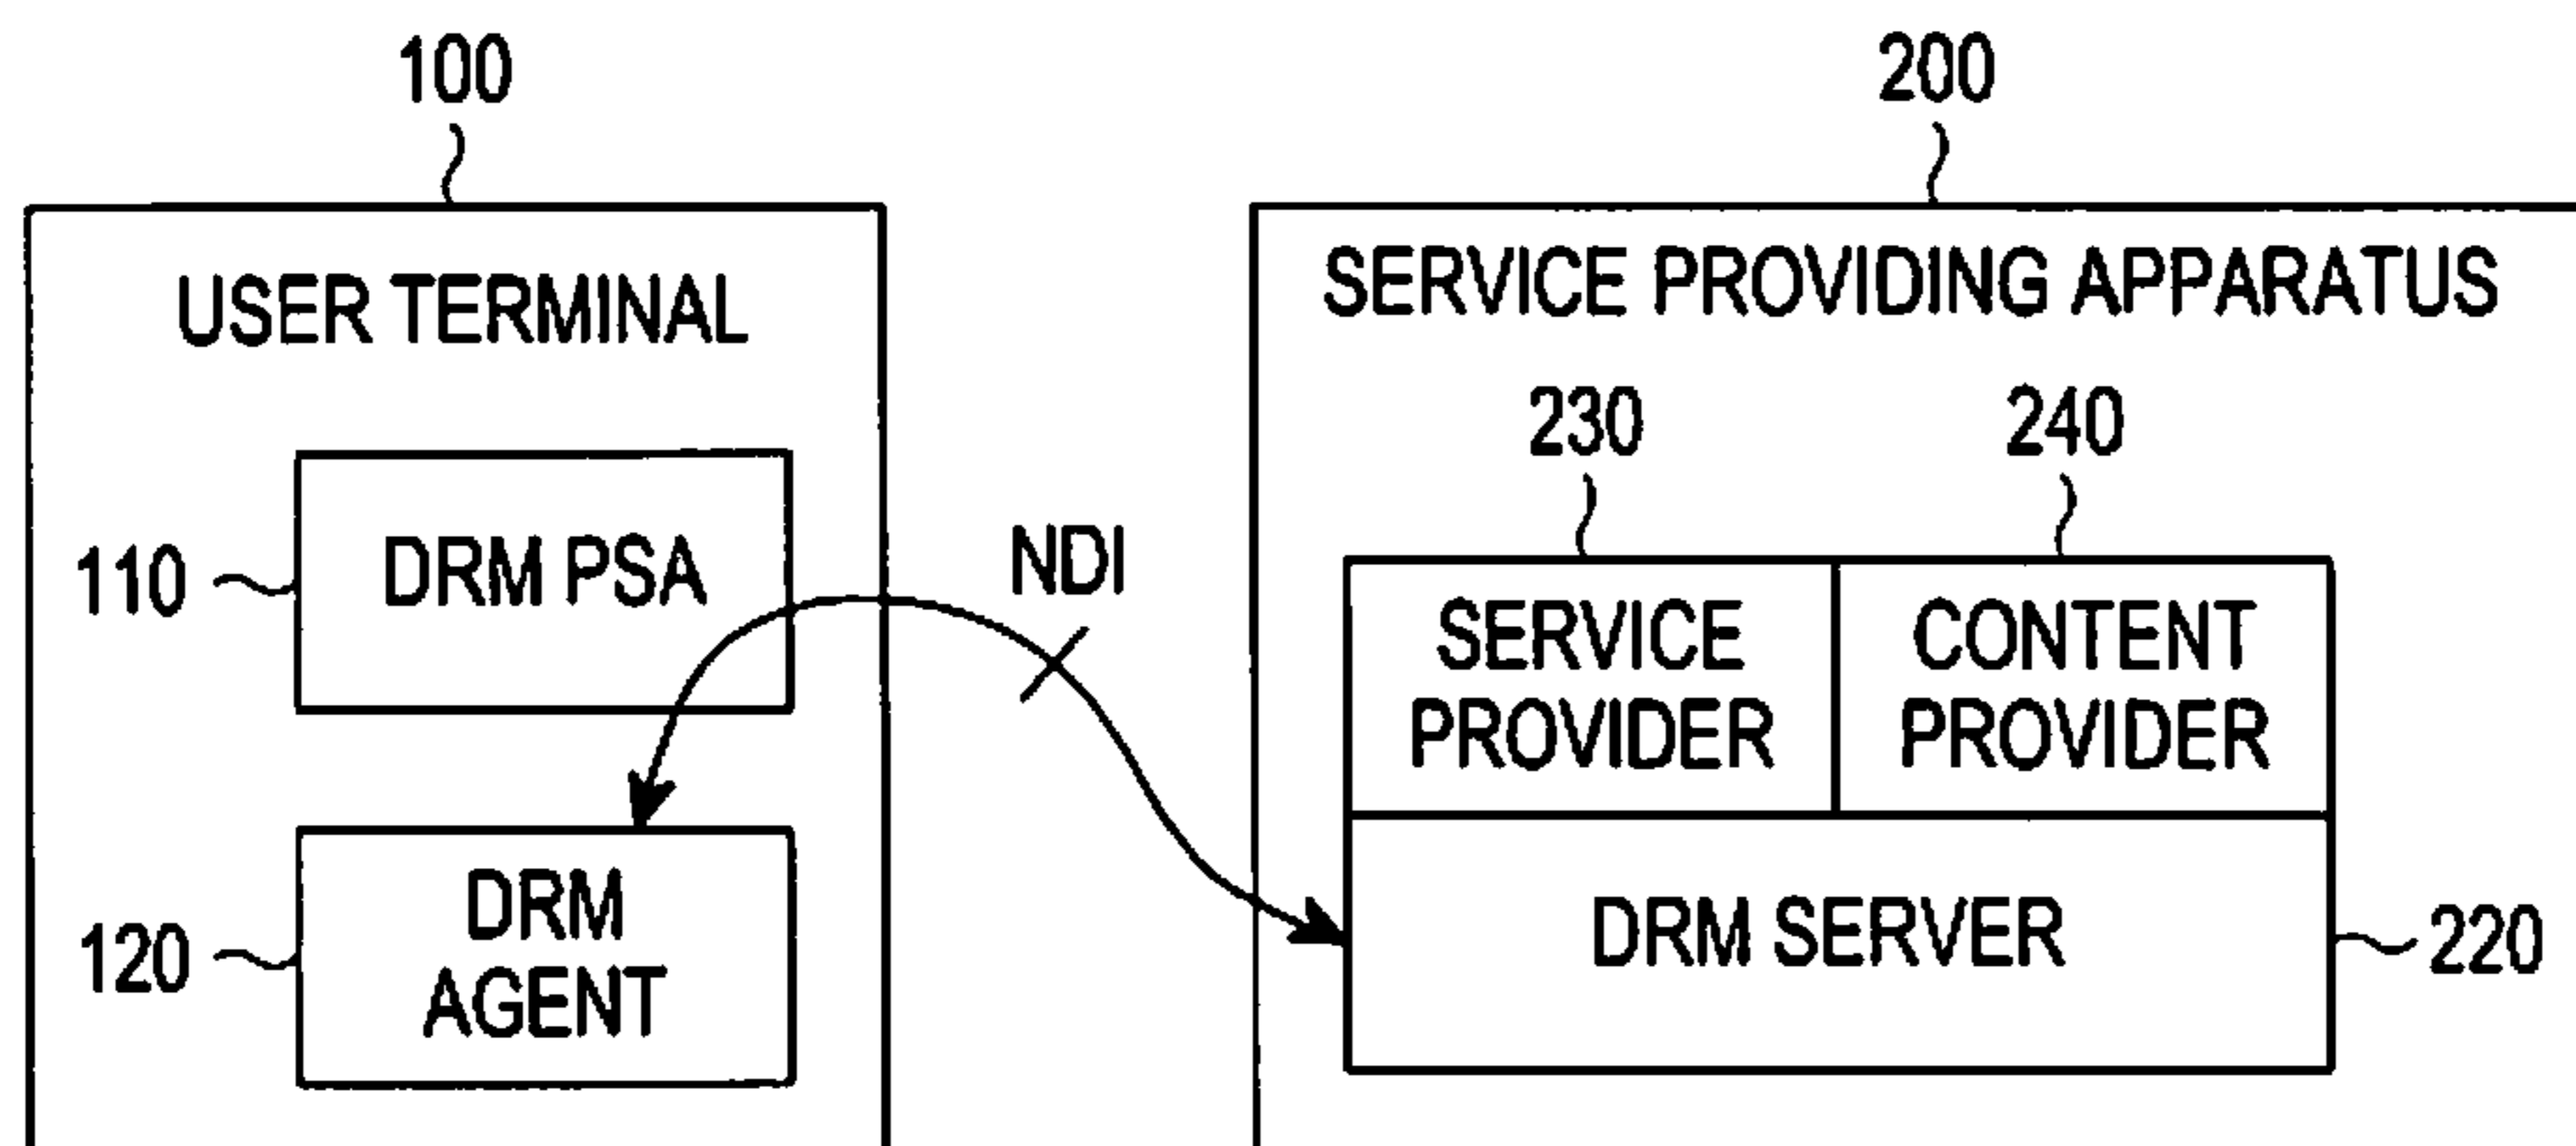 100
200
USER TERMINAL
SERVICE PROVIDING APPARATUS
230
240
110
DRM PSA
NDI
SERVICE
PROVIDER
CONTENT
PROVIDER
120
DRM
AGENT
DRM SERVER
220